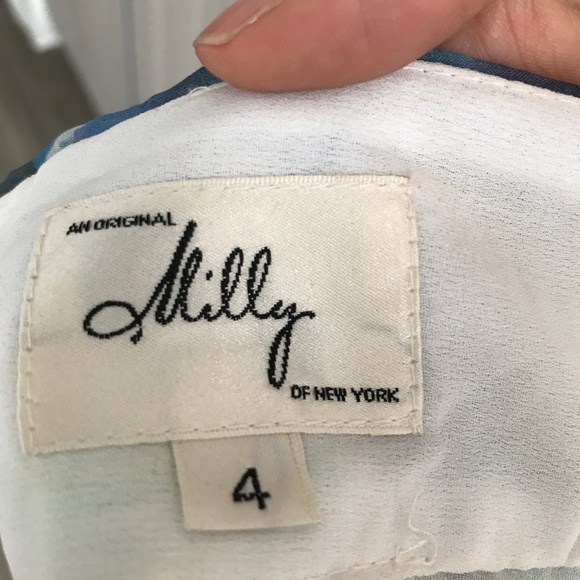 AN ORIGINAL
Milly
OF NEW YORK
4